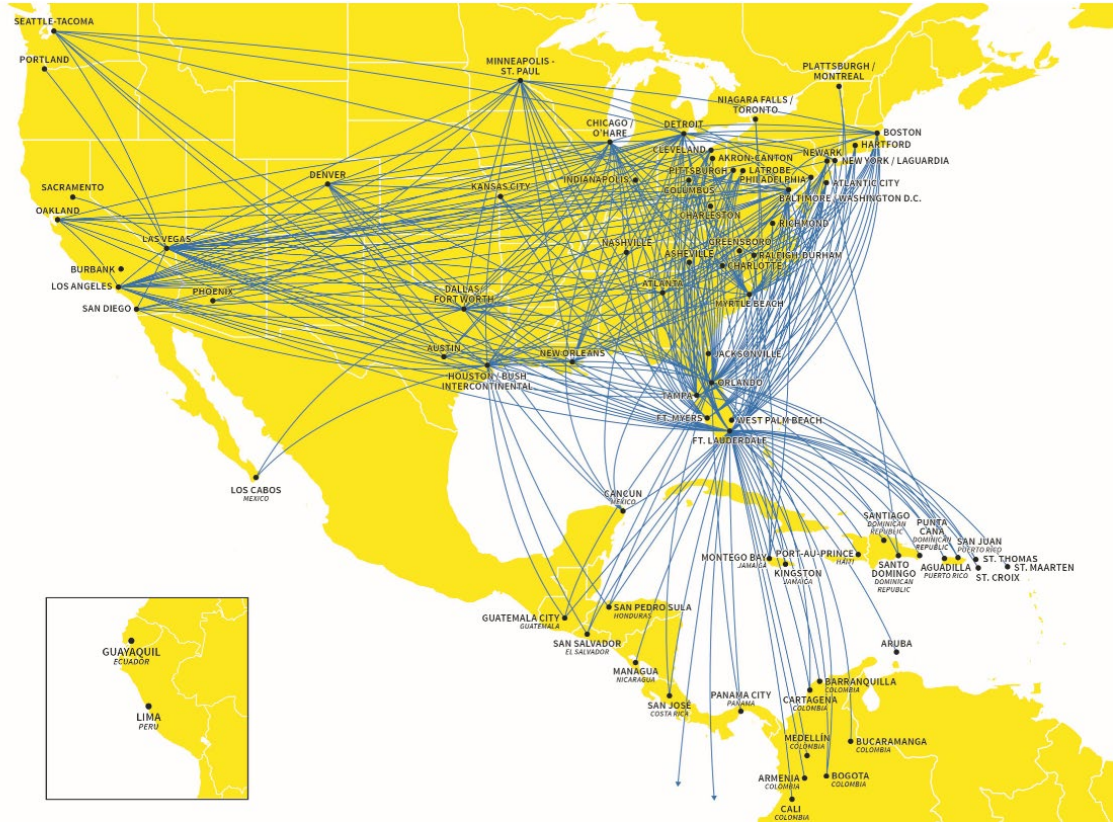 SEATTLE-TACOMA
PORTLAND
MINNEAPOLIS -
ST. PAUL
PLATTSBURGH /
MONTREAL
NIAGARA FALLS /
TORONTO
CHICAGO /
O'HARE
DETROIT
BOSTON
HARTFORD
CLEVELAND
AKRON-CANTON
NEWARK
NEW YORK / LAGUARDIA
PITTSBURGH
LATROBE
PHILADELPHIA
INDIANAPOLIS
COLUMBUS
ATLANTIC CITY
BALTIMORE - WASHINGTON D.C.
DENVER
KANSAS CITY
SACRAMENTO
OAKLAND
CHARLESTON
RICHMOND
LAS VEGAS
NASHVILLE
GREENSBORO
ASHEVILLE
RALEIGH-DURHAM
CHARLOTTE
BURBANK
LOS ANGELES
PHOENIX
SAN DIEGO
DALLAS/
FORT WORTH
ATLANTA
MYRTLE BEACH
AUSTIN
NEW ORLEANS
JACKSONVILLE
HOUSTON / BUSH
INTERCONTINENTAL
ORLANDO
TAMPA
FT. MYERS
WEST PALM BEACH
FT. LAUDERDALE
LOS CABOS
MEXICO
CANCUN
MEXICO
SANTIAGO
DOMINICAN
REPUBLIC
PUNTA
CANA
DOMINICAN
REPUBLIC
SAN JUAN
PUERTO RICO
MONTEGO BAY
JAMAICA
PORT-AU-PRINCE
HAITI
KINGSTON
JAMAICA
SANTO
DOMINGO
DOMINICAN
REPUBLIC
AGUADILLA
PUERTO RICO
ST. THOMAS
ST. MAARTEN
ST. CROIX
GUATEMALA CITY
GUATEMALA
SAN PEDRO SULA
HONDURAS
SAN SALVADOR
EL SALVADOR
MANAGUA
NICARAGUA
ARUBA
SAN JOSÉ
COSTA RICA
PANAMA CITY
PANAMA
BARRANQUILLA
COLOMBIA
CARTAGENA
COLOMBIA
MEDELLÍN
COLOMBIA
BUCARAMANGA
COLOMBIA
ARMENIA
COLOMBIA
BOGOTA
COLOMBIA
CALI
COLOMBIA
GUAYAQUIL
ECUADOR
LIMA
PERU